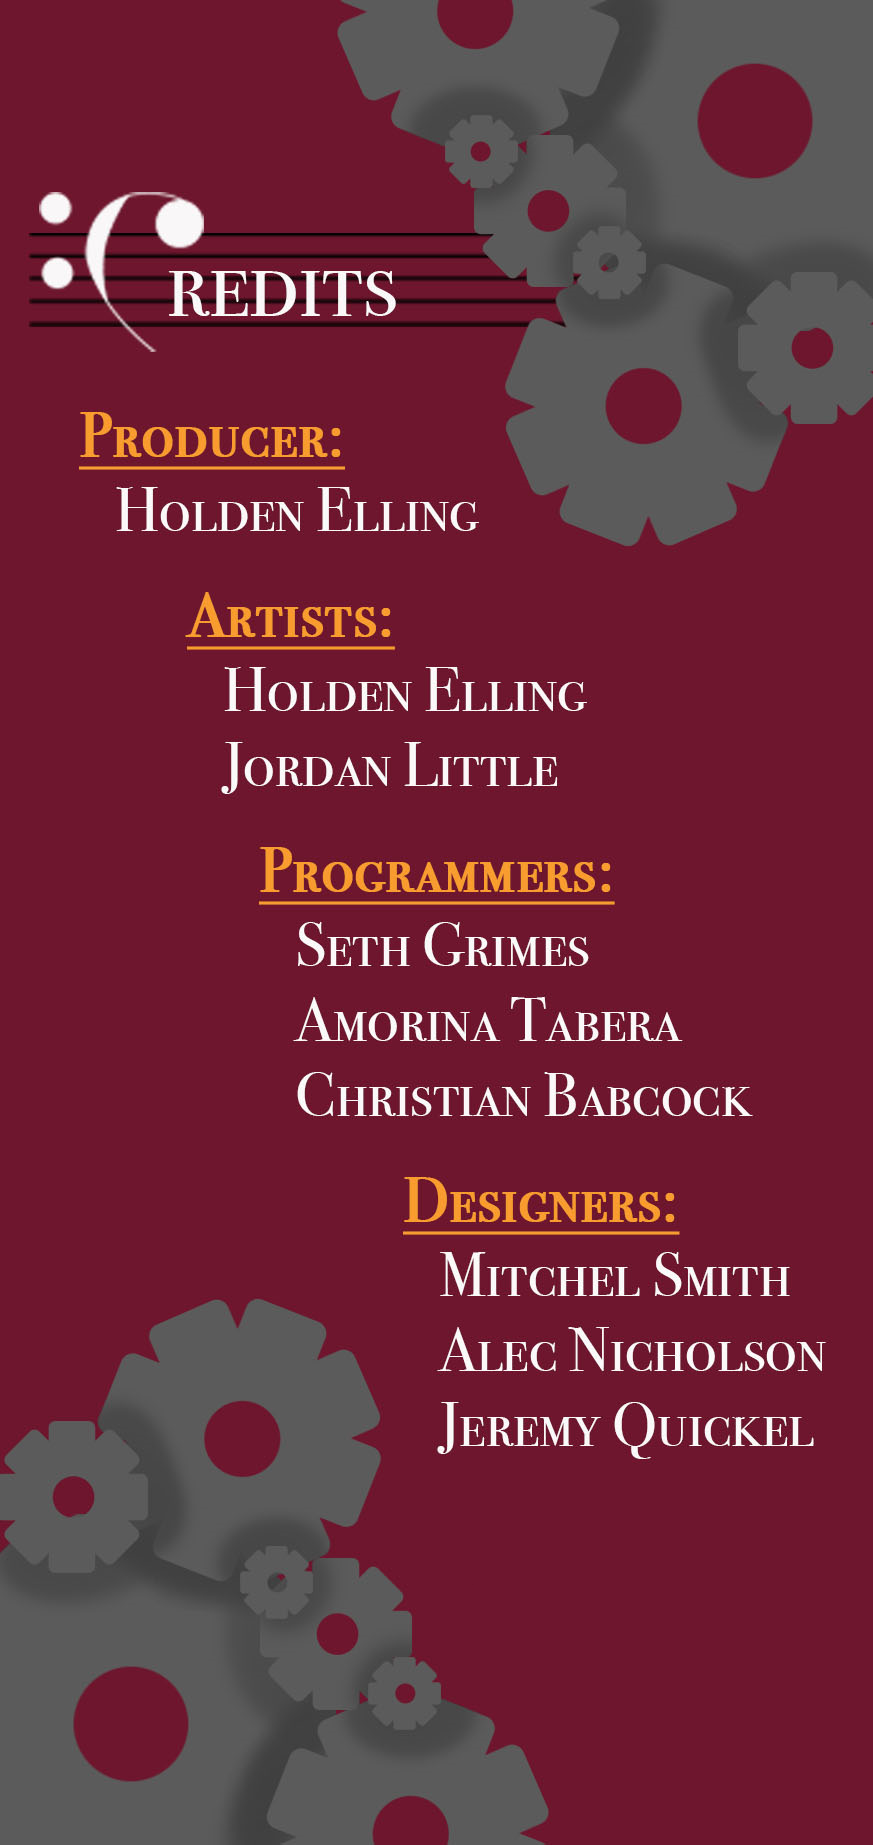 CREDITS
Producer:
Holden Elling
Artists:
Holden Elling
Jordan Little
Programmers:
Seth Grimes
Amorina Tabera
Christian Babcock
Designers:
Mitchel Smith
Alec Nicholson
Jeremy Quickel